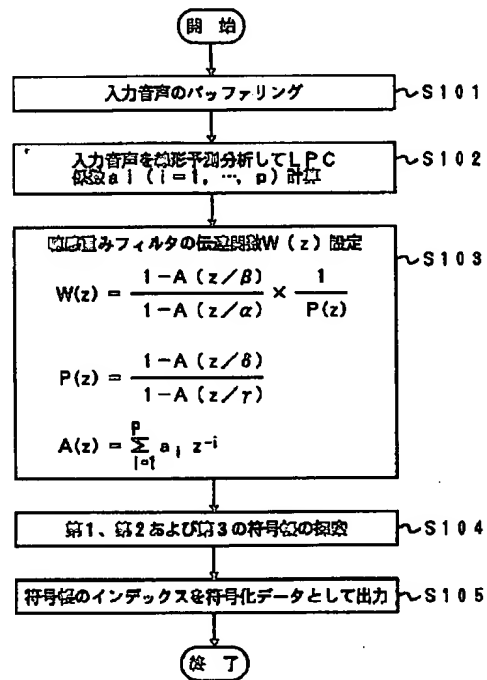 開 始
入力音声のバッファリング
S101
入力音声を線形予測分析してLPC
係数ai（i＝1，…，p）計算
S102
聴感重みフィルタの伝達関数W（z）設定
S103
W(z) = 1－A（z/β） / 1－A（z/α） × 1 / P(z)
P(z) = 1－A（z/δ） / 1－A（z/γ）
A(z) = p Σ i=1 a i z -i
第1、第2および第3の符号帳の探索
S104
符号帳のインデックスを符号化データとして出力
S105
終 了